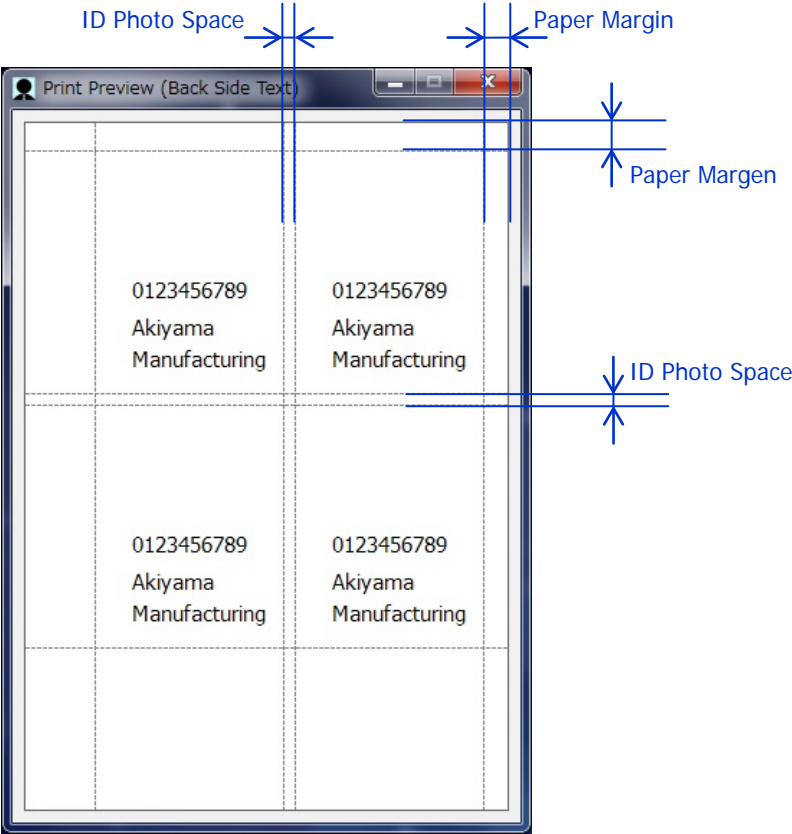 ID Photo Space
Paper Margin
Print Preview (Back Side Text)
Paper Margen
0123456789
Akiyama
Manufacturing
0123456789
Akiyama
Manufacturing
ID Photo Space
0123456789
Akiyama
Manufacturing
0123456789
Akiyama
Manufacturing